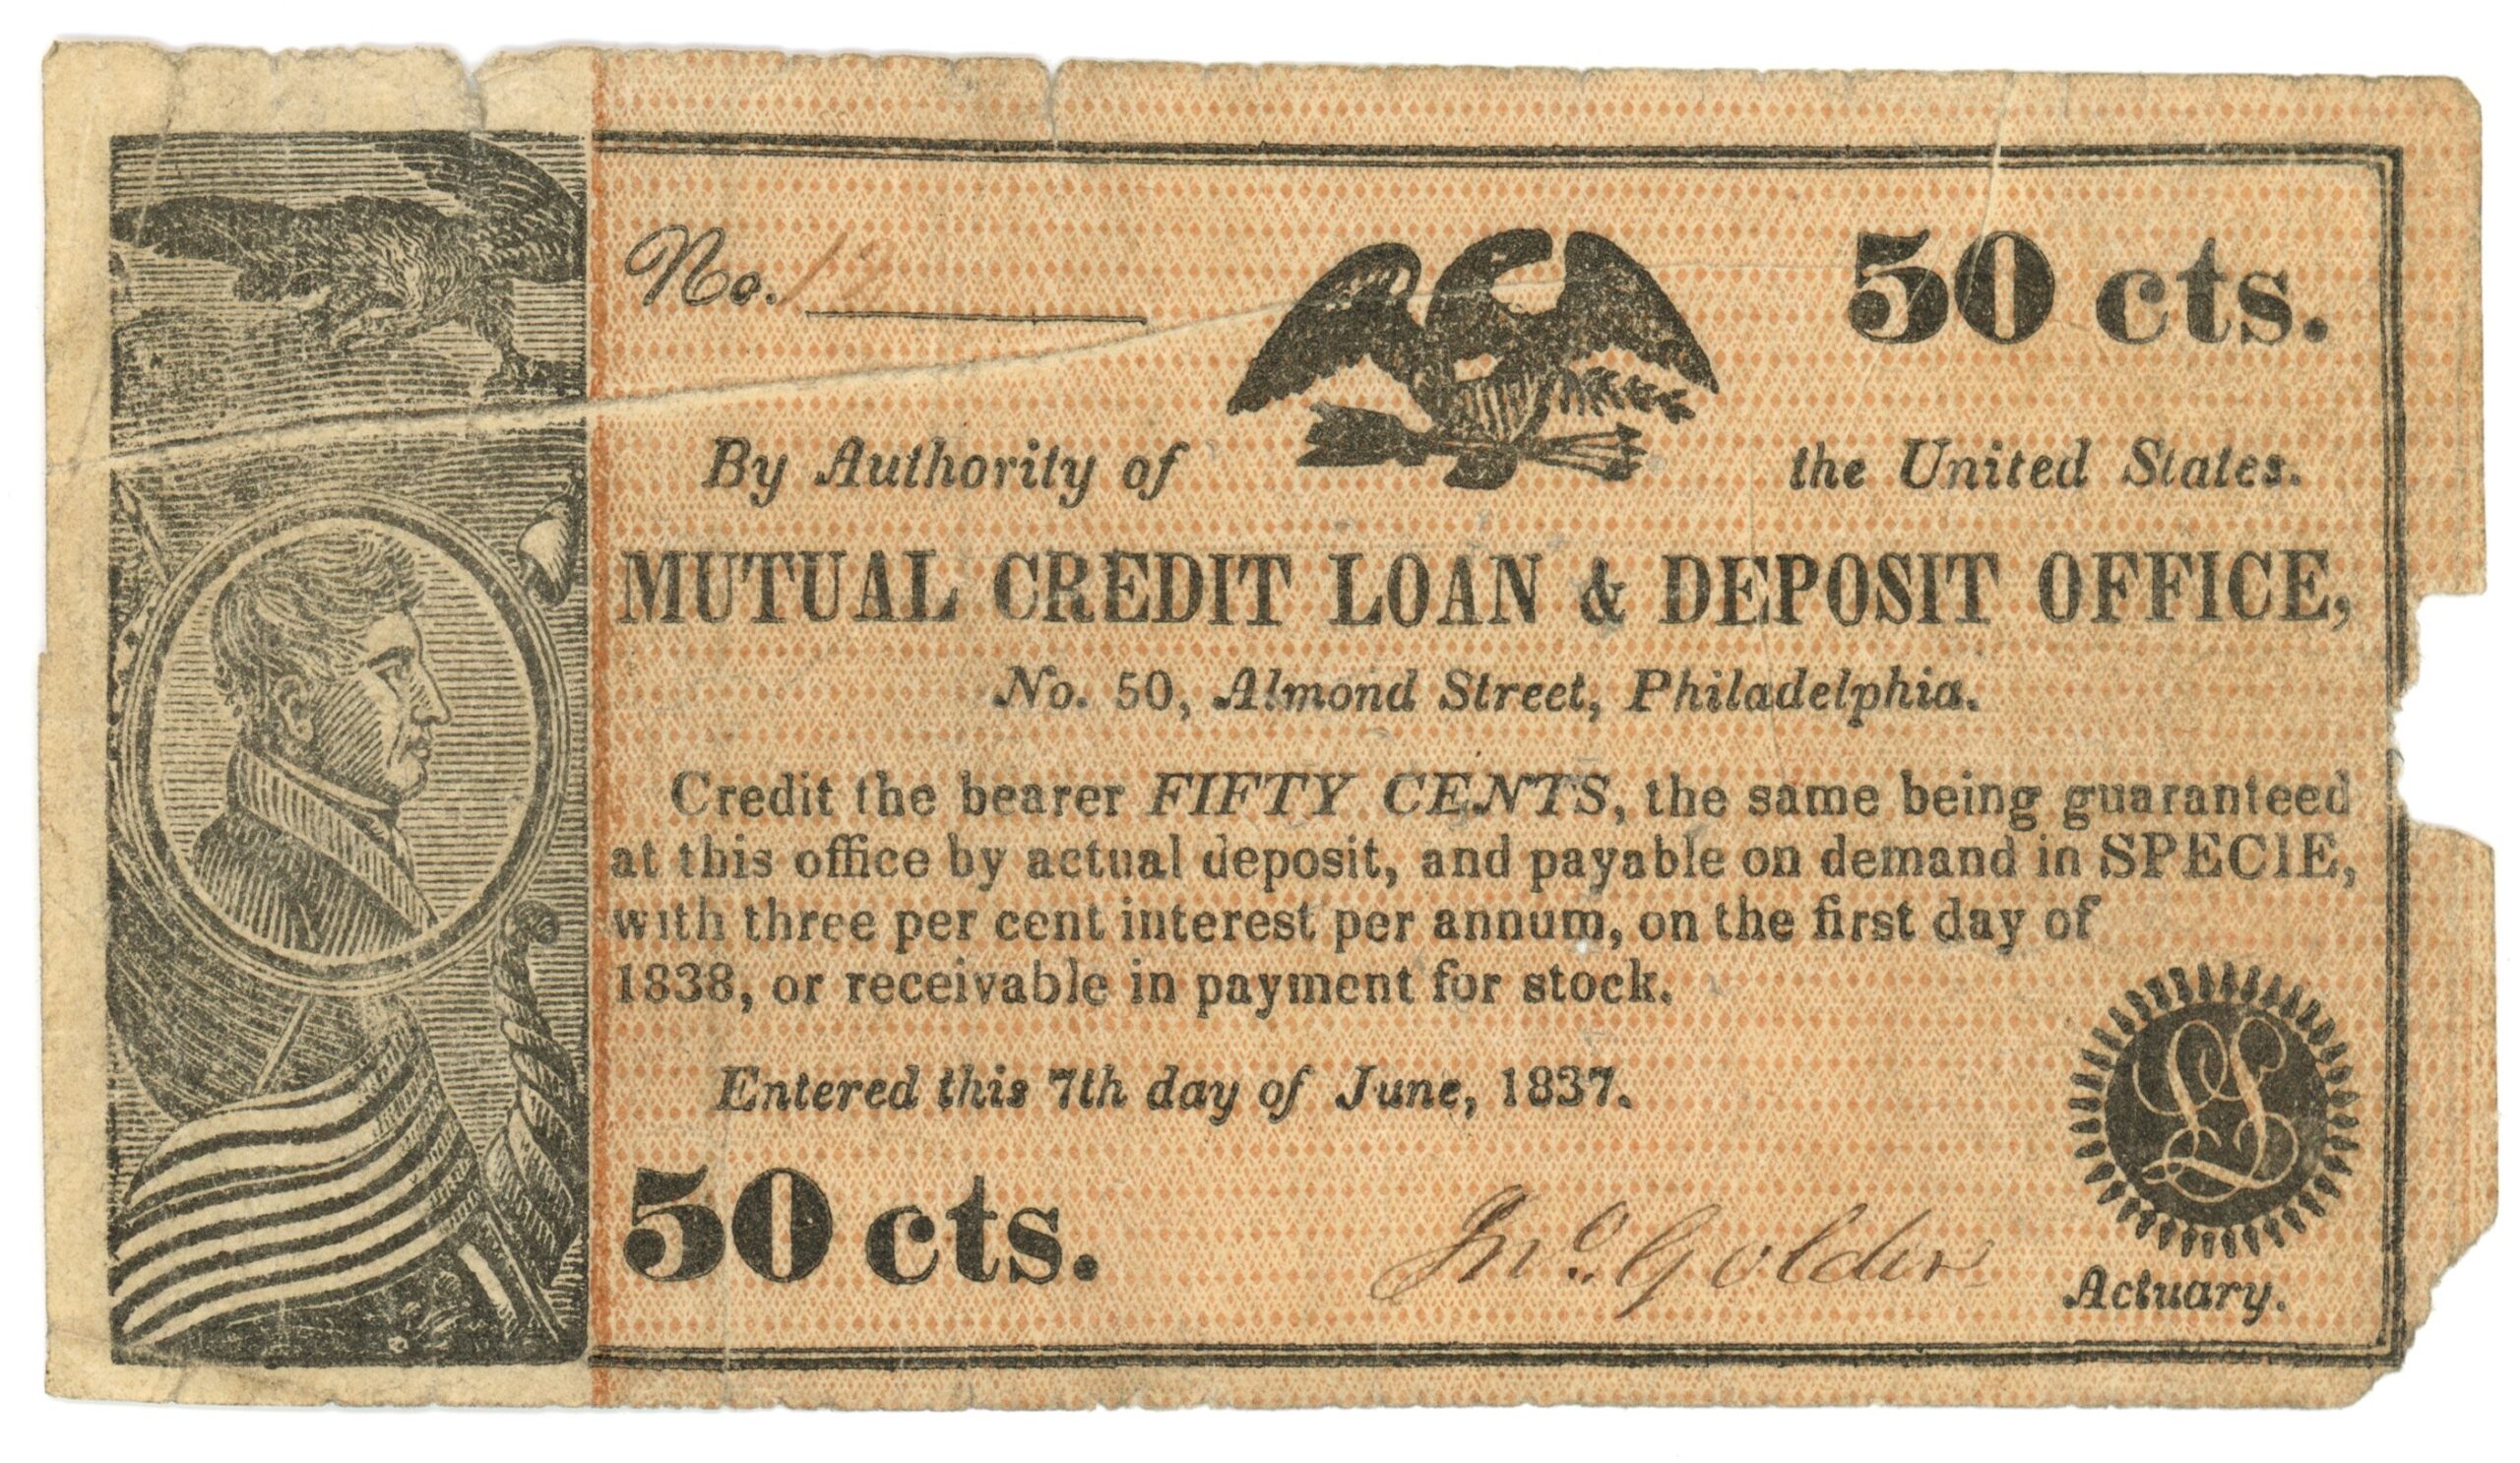 No.
50 cts.
By Authority of the United States.
MUTUAL CREDIT LOAN & DEPOSIT OFFICE,
No. 50, Almond Street, Philadelphia.
Credit the bearer FIFTY CENTS, the same being guaranteed
at this office by actual deposit, and payable on demand in SPECIE,
with three per cent interest per annum, on the first day of
1838, or receivable in payment for stock.
Entered this 7th day of June, 1837.
LS
50 cts.
Jno. Golder
Actuary.